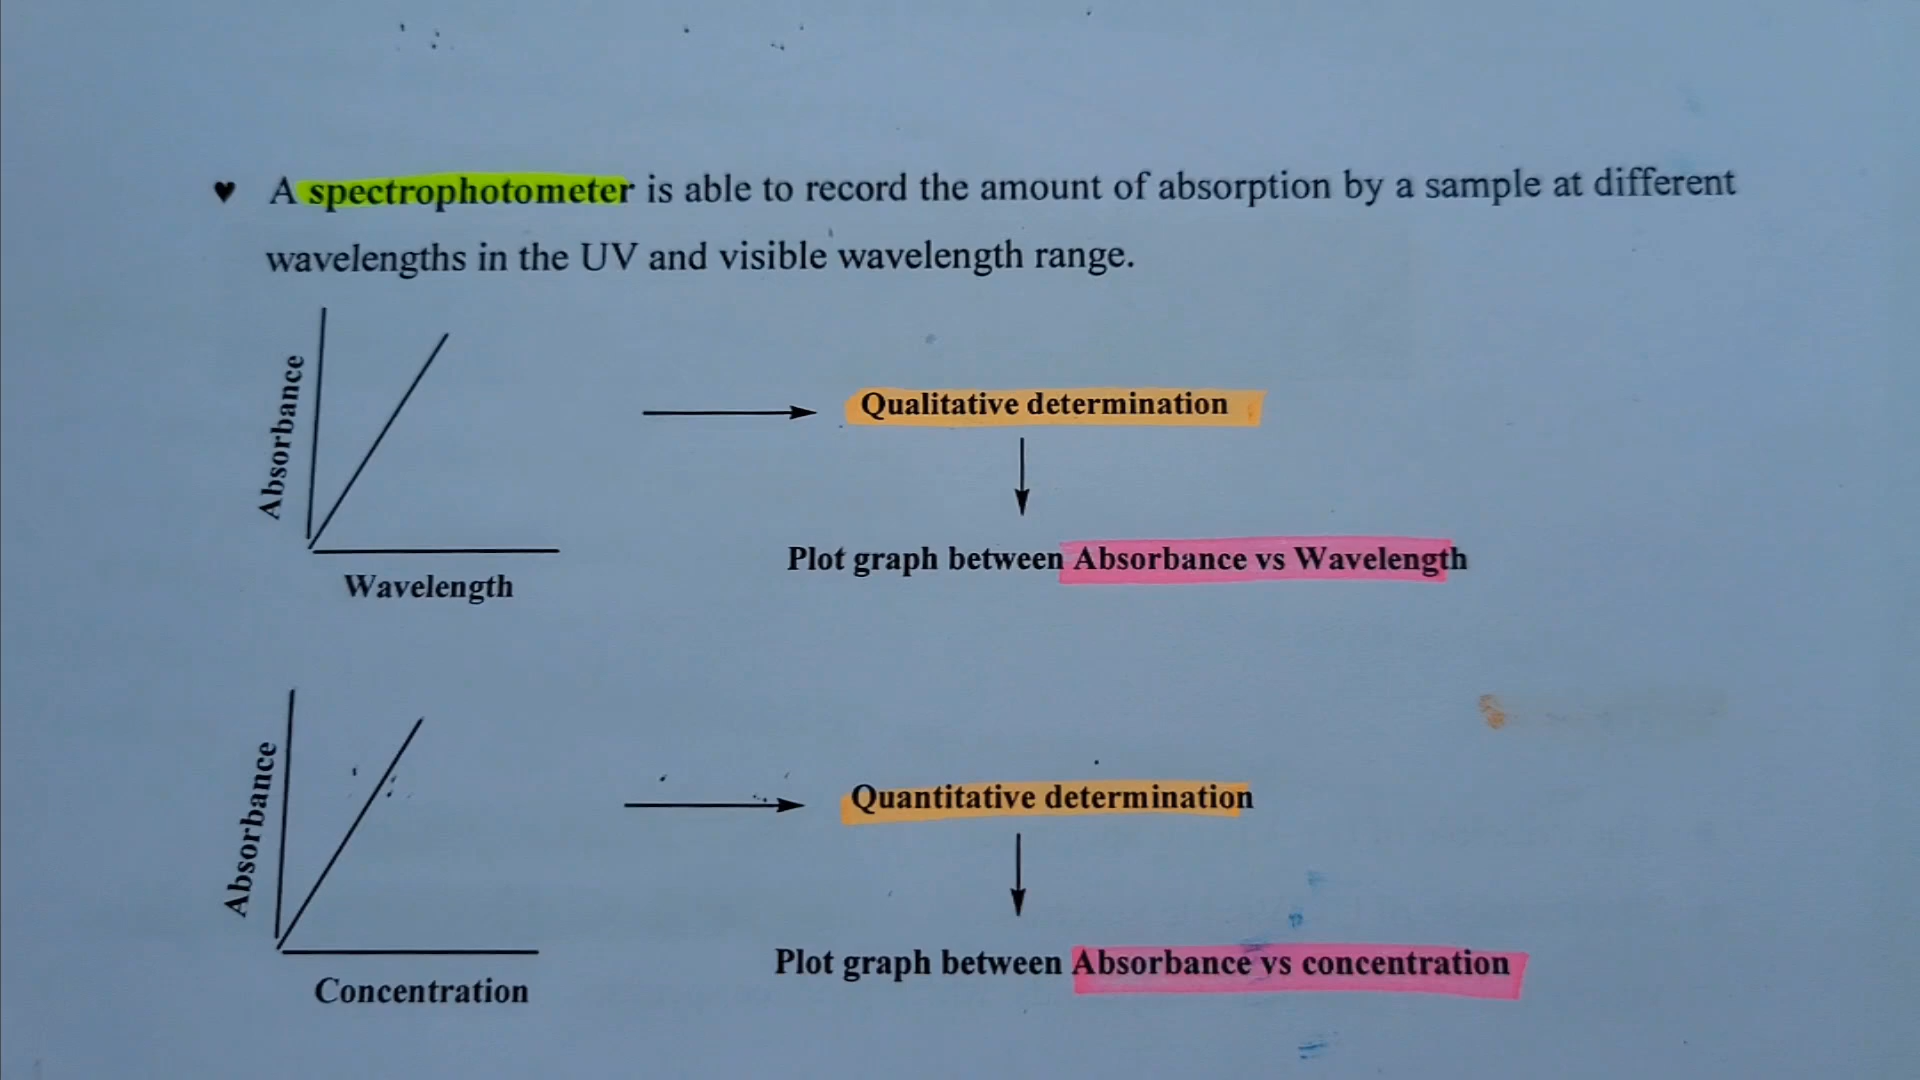 ♥ A spectrophotometer is able to record the amount of absorption by a sample at different
wavelengths in the UV and visible wavelength range.
Absorbance
Wavelength
Qualitative determination
Plot graph between Absorbance vs Wavelength
Absorbance
Concentration
Quantitative determination
Plot graph between Absorbance vs concentration